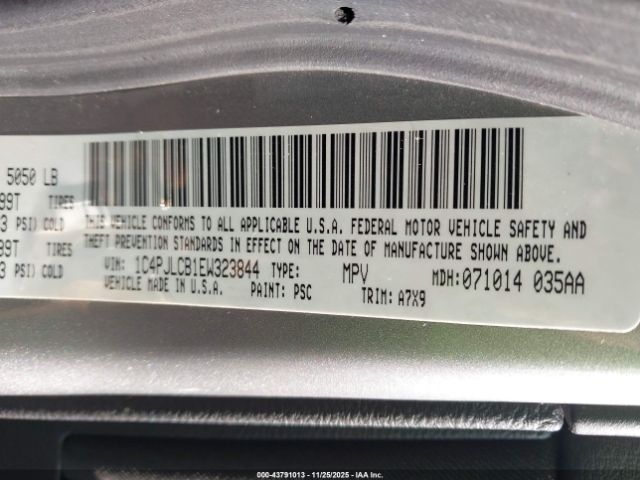 5050 LB
99T TIRES
3 PSI) COLD
99T TIRES
3 PSI) COLD
THIS VEHICLE CONFORMS TO ALL APPLICABLE U.S.A. FEDERAL MOTOR VEHICLE SAFETY AND
THEFT PREVENTION STANDARDS IN EFFECT ON THE DATE OF MANUFACTURE SHOWN ABOVE.
VIN: 1C4PJLCB1EW323844 TYPE: MPV MDH:071014 035AA
VEHICLE MADE IN U.S.A. PAINT: PSC TRIM: A7X9
000-43791013 - 11/25/2025 - IAAI.COM